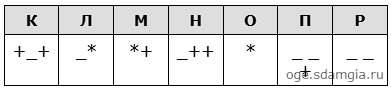 К Л М Н О П Р
+_+ _* *+ _++ * _ _ + _ _
oge.sdamgia.ru